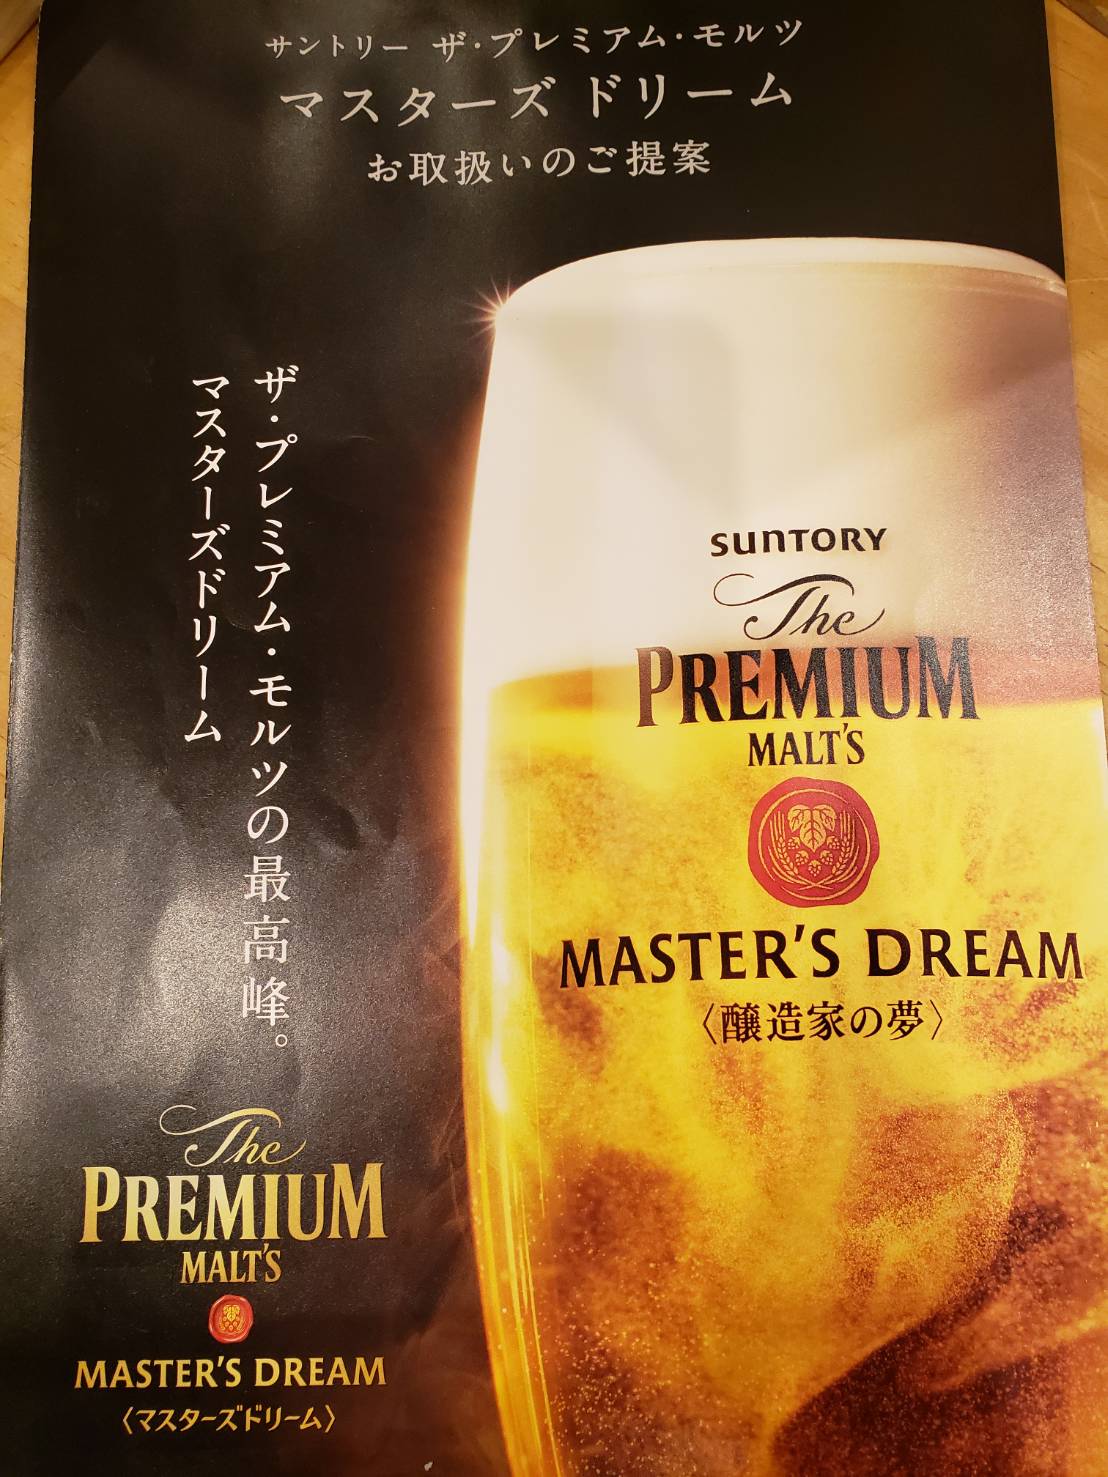 サントリー ザ・プレミアム・モルツ
マスターズ ドリーム
お取扱いのご提案
ザ・プレミアム・モルツの最高峰。
マスターズドリーム
SUNTORY
The
PREMIUM
MALT'S
MASTER'S DREAM
〈醸造家の夢〉
The
PREMIUM
MALT'S
MASTER'S DREAM
〈マスターズドリーム〉